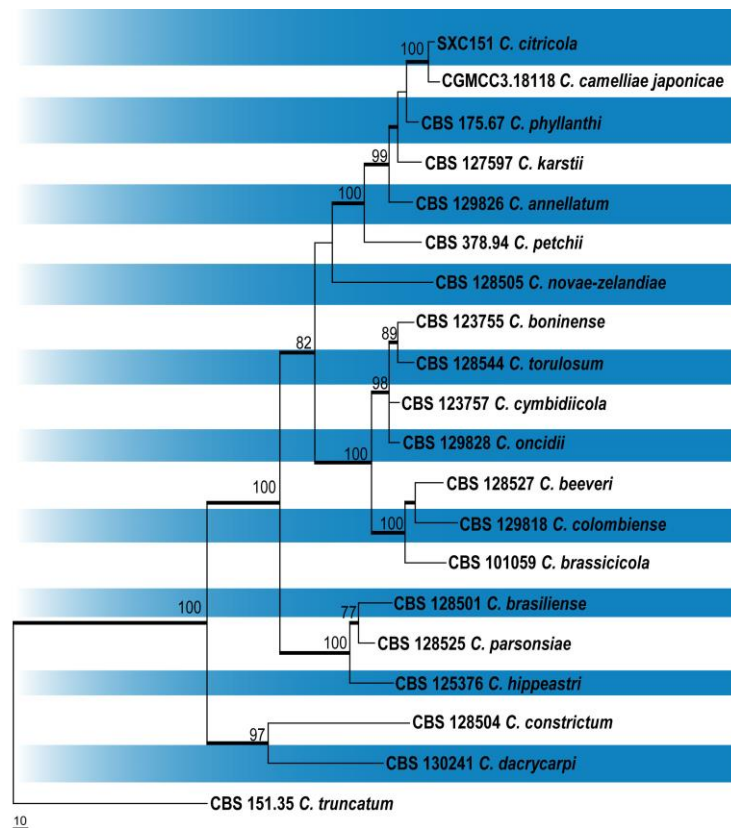 100
SXC151 C. citricola
CGMCC3.18118 C. camelliae japonicae
CBS 175.67 C. phyllanthi
99
CBS 127597 C. karstii
100
CBS 129826 C. annellatum
CBS 378.94 C. petchii
CBS 128505 C. novae-zelandiae
CBS 123755 C. boninense
82
89
CBS 128544 C. torulosum
98
CBS 123757 C. cymbidiicola
CBS 129828 C. oncidii
100
CBS 128527 C. beeveri
100
100
CBS 129818 C. colombiense
CBS 101059 C. brassicicola
77
CBS 128501 C. brasiliense
100
100
CBS 128525 C. parsonsiae
CBS 125376 C. hippeastri
97
CBS 128504 C. constrictum
CBS 130241 C. dacrycarpi
CBS 151.35 C. truncatum
10